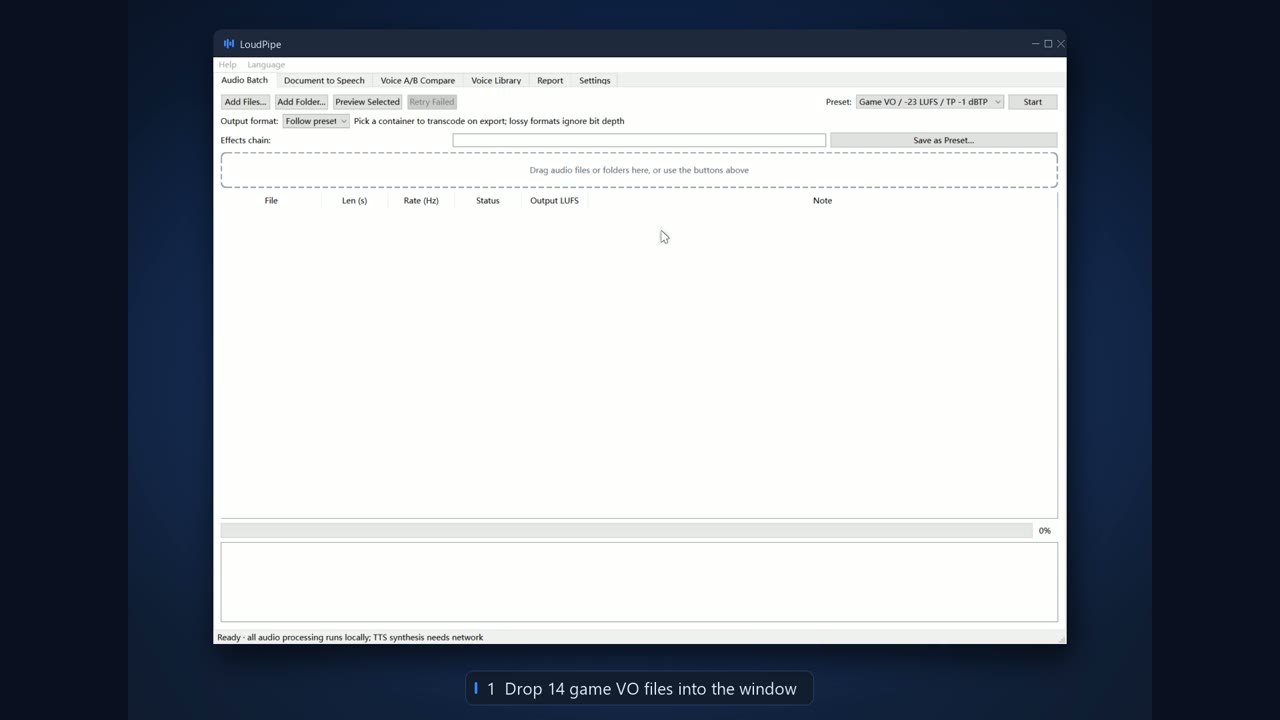 LoudPipe
Help Language
Audio Batch Document to Speech Voice A/B Compare Voice Library Report Settings
Add Files... Add Folder... Preview Selected Retry Failed Preset: Game VO / -23 LUFS / TP -1 dBTP Start
Output format: Follow preset Pick a container to transcode on export; lossy formats ignore bit depth
Effects chain: Save as Preset...
Drag audio files or folders here, or use the buttons above
File Len (s) Rate (Hz) Status Output LUFS Note
0%
Ready · all audio processing runs locally; TTS synthesis needs network
1 Drop 14 game VO files into the window